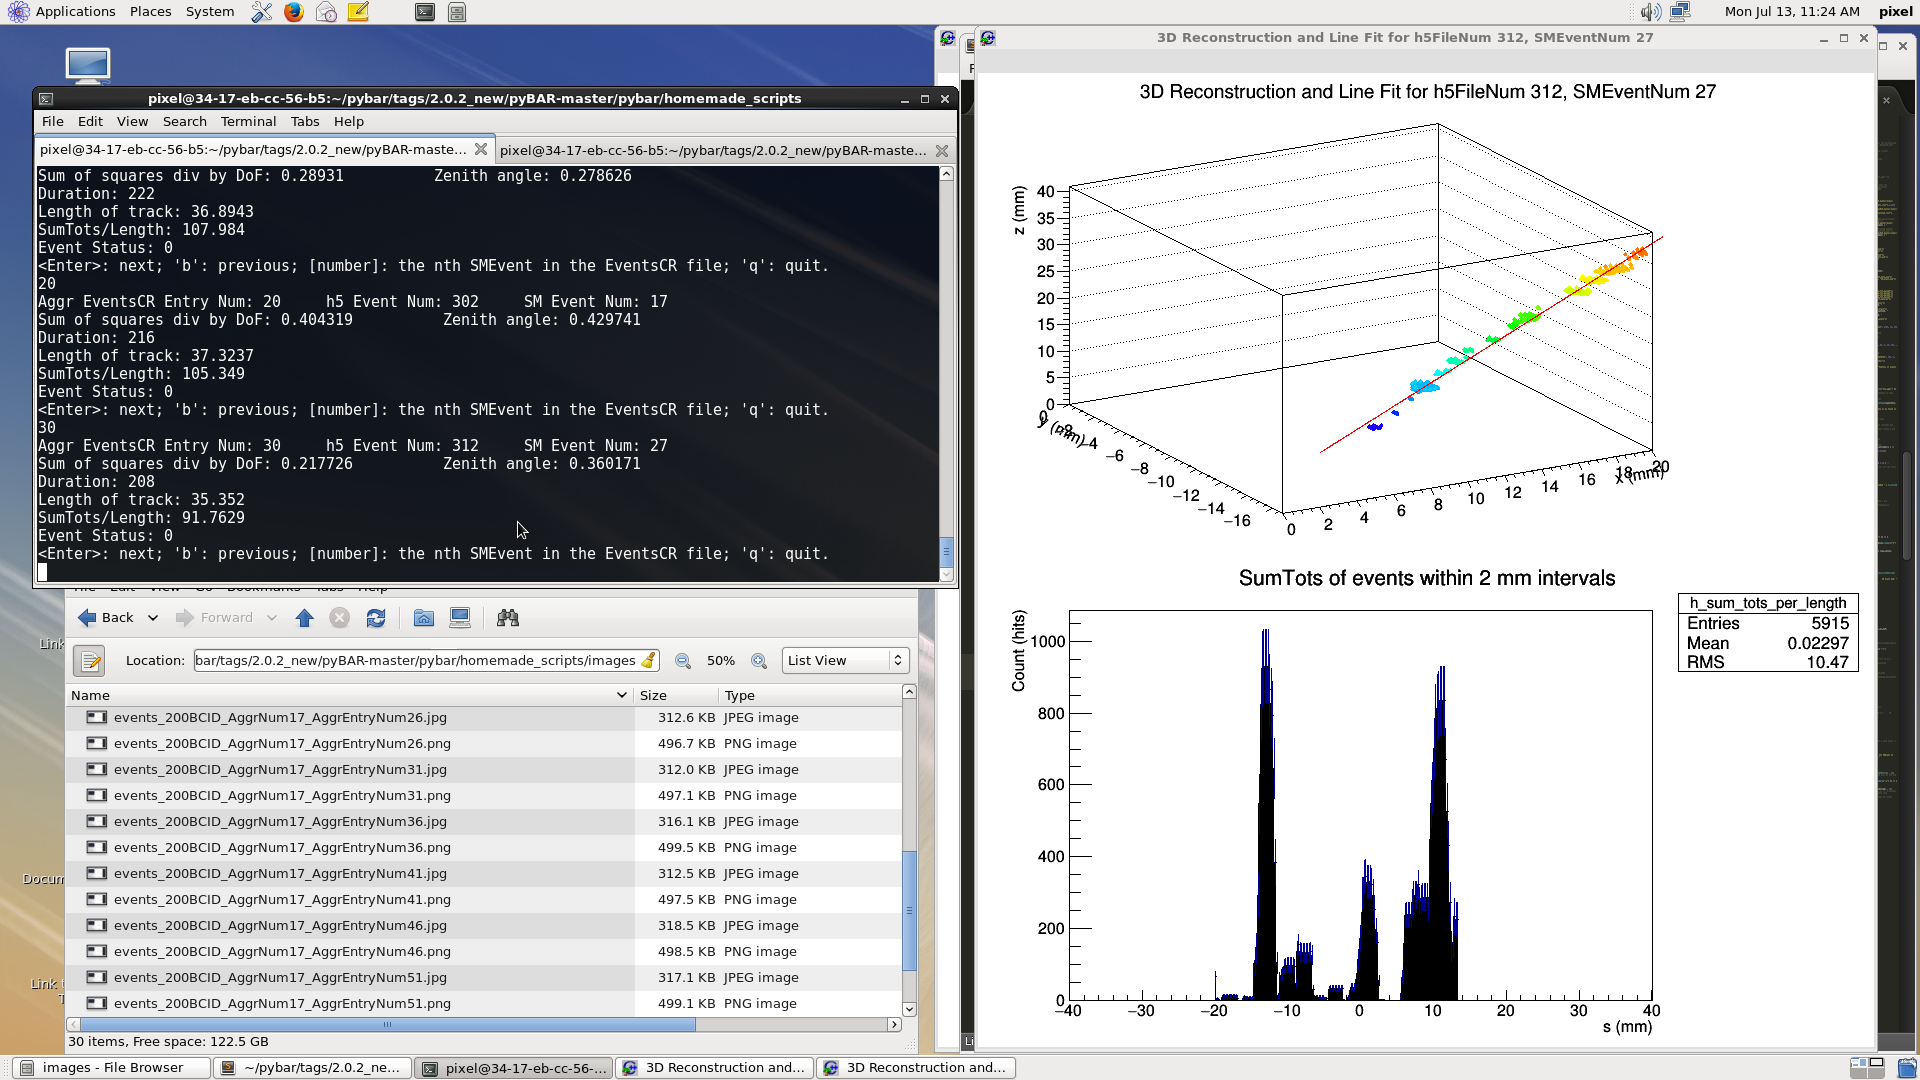 Applications Places System
Mon Jul 13, 11:24 AM pixel
pixel@34-17-eb-cc-56-b5:~/pybar/tags/2.0.2_new/pyBAR-master/pybar/homemade_scripts
File Edit View Search Terminal Tabs Help
pixel@34-17-eb-cc-56-b5:~/pybar/tags/2.0.2_new/pyBAR-maste...
pixel@34-17-eb-cc-56-b5:~/pybar/tags/2.0.2_new/pyBAR-maste...
Sum of squares div by DoF: 0.28931 Zenith angle: 0.278626
Duration: 222
Length of track: 36.8943
SumTots/Length: 107.984
Event Status: 0
<Enter>: next; 'b': previous; [number]: the nth SMEvent in the EventsCR file; 'q': quit.
20
Aggr EventsCR Entry Num: 20 h5 Event Num: 302 SM Event Num: 17
Sum of squares div by DoF: 0.404319 Zenith angle: 0.429741
Duration: 216
Length of track: 37.3237
SumTots/Length: 105.349
Event Status: 0
<Enter>: next; 'b': previous; [number]: the nth SMEvent in the EventsCR file; 'q': quit.
30
Aggr EventsCR Entry Num: 30 h5 Event Num: 312 SM Event Num: 27
Sum of squares div by DoF: 0.217726 Zenith angle: 0.360171
Duration: 208
Length of track: 35.352
SumTots/Length: 91.7629
Event Status: 0
<Enter>: next; 'b': previous; [number]: the nth SMEvent in the EventsCR file; 'q': quit.
File Edit View Go Bookmarks Tabs Help
Back Forward
Location: bar/tags/2.0.2_new/pyBAR-master/pybar/homemade_scripts/images 50% List View
Name Size Type
events_200BCID_AggrNum17_AggrEntryNum26.jpg 312.6 KB JPEG image
events_200BCID_AggrNum17_AggrEntryNum26.png 496.7 KB PNG image
events_200BCID_AggrNum17_AggrEntryNum31.jpg 312.0 KB JPEG image
events_200BCID_AggrNum17_AggrEntryNum31.png 497.1 KB PNG image
events_200BCID_AggrNum17_AggrEntryNum36.jpg 316.1 KB JPEG image
events_200BCID_AggrNum17_AggrEntryNum36.png 499.5 KB PNG image
events_200BCID_AggrNum17_AggrEntryNum41.jpg 312.5 KB JPEG image
events_200BCID_AggrNum17_AggrEntryNum41.png 497.5 KB PNG image
events_200BCID_AggrNum17_AggrEntryNum46.jpg 318.5 KB JPEG image
events_200BCID_AggrNum17_AggrEntryNum46.png 498.5 KB PNG image
events_200BCID_AggrNum17_AggrEntryNum51.jpg 317.1 KB JPEG image
events_200BCID_AggrNum17_AggrEntryNum51.png 499.1 KB PNG image
30 items, Free space: 122.5 GB
Link
Docum
Link t
3D Reconstruction and Line Fit for h5FileNum 312, SMEventNum 27
3D Reconstruction and Line Fit for h5FileNum 312, SMEventNum 27
z (mm)
40
35
30
25
20
15
10
5
0
y (mm)
0 −2 −4 −6 −8 −10 −12 −14 −16
0 2 4 6 8 10 12 14 16 18 20
x (mm)
SumTots of events within 2 mm intervals
h_sum_tots_per_length
Entries 5915
Mean 0.02297
RMS 10.47
Count (hits)
1000
800
600
400
200
0
−40 −30 −20 −10 0 10 20 30 40
s (mm)
images - File Browser
~/pybar/tags/2.0.2_ne...
pixel@34-17-eb-cc-56-...
3D Reconstruction and...
3D Reconstruction and...